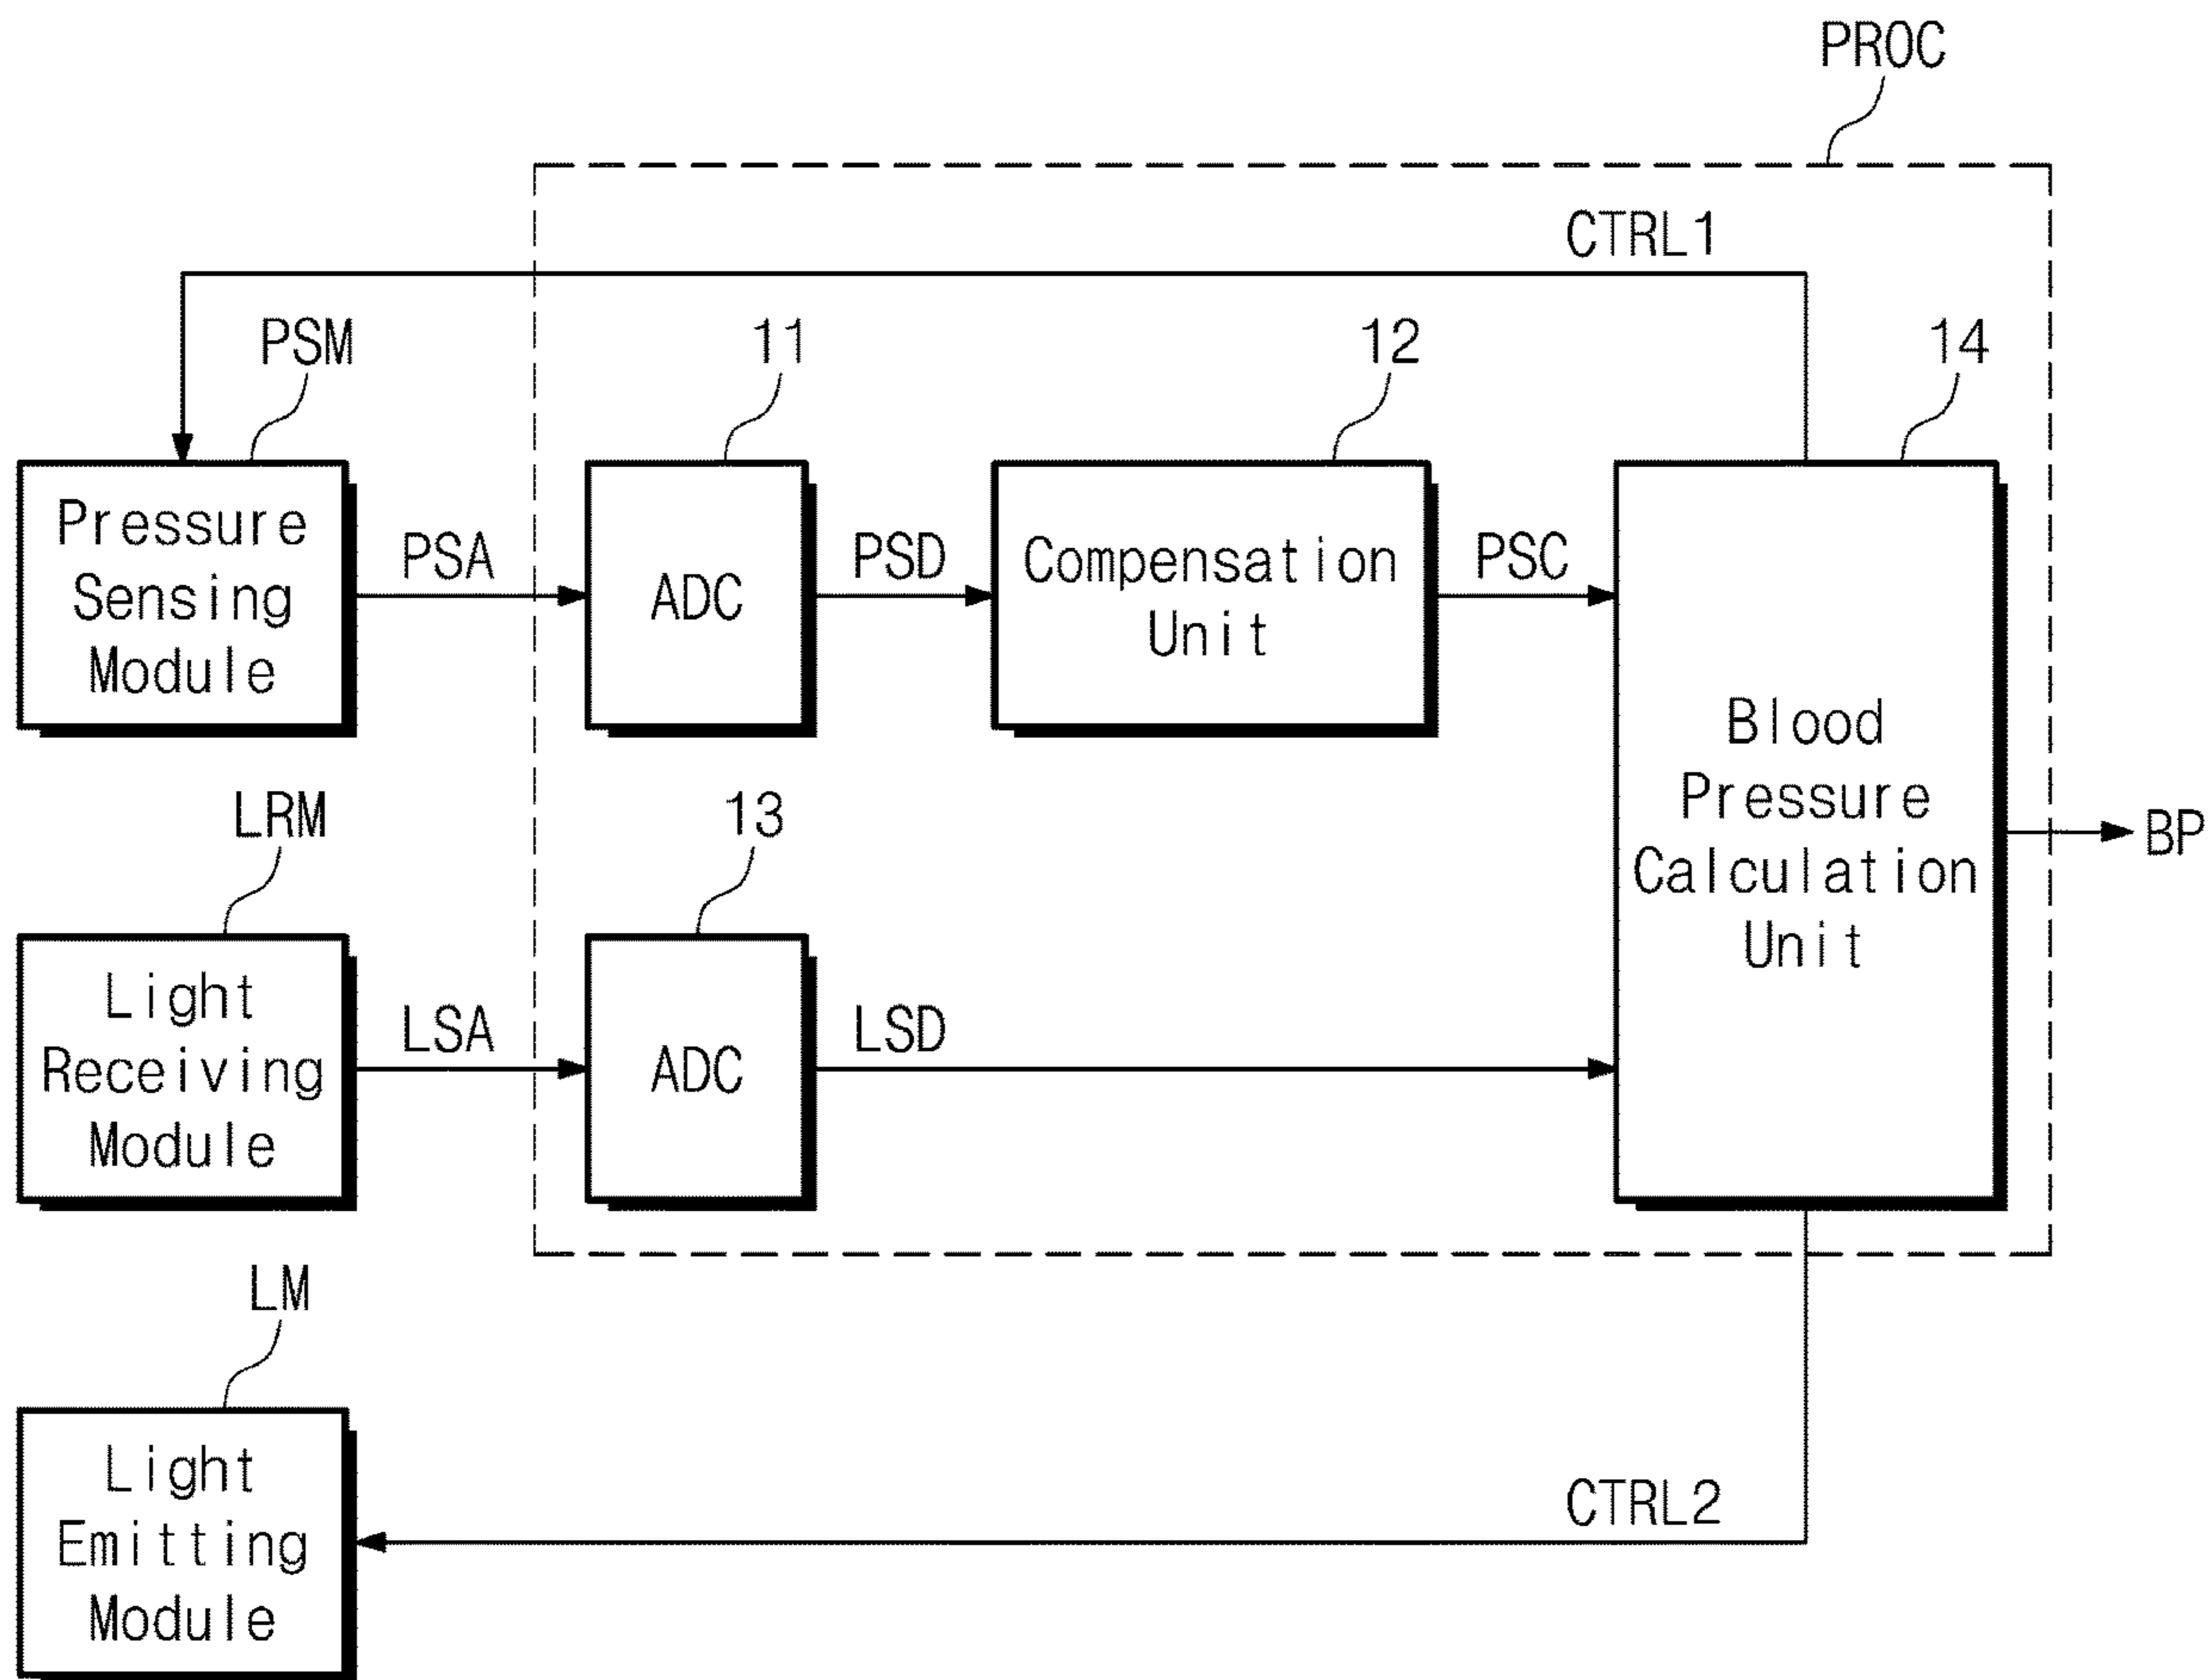 PROC
CTRL1
PSM
11
12
14
Pressure
Sensing
Module
PSA
ADC
PSD
Compensation
Unit
PSC
Blood
Pressure
Calculation
Unit
BP
LRM
13
Light
Receiving
Module
LSA
ADC
LSD
LM
Light
Emitting
Module
CTRL2